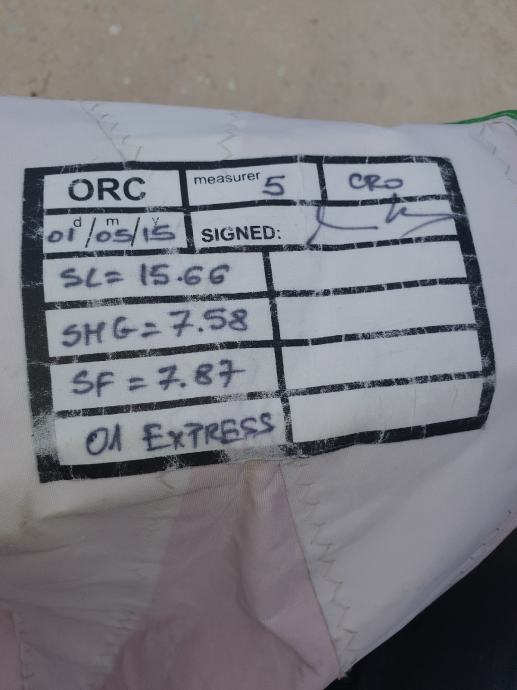 ORC measurer 5 CRO
d m y
01/05/15 SIGNED:
SL= 15.66
SHG= 7.58
SF = 7.87
01 EXPRESS